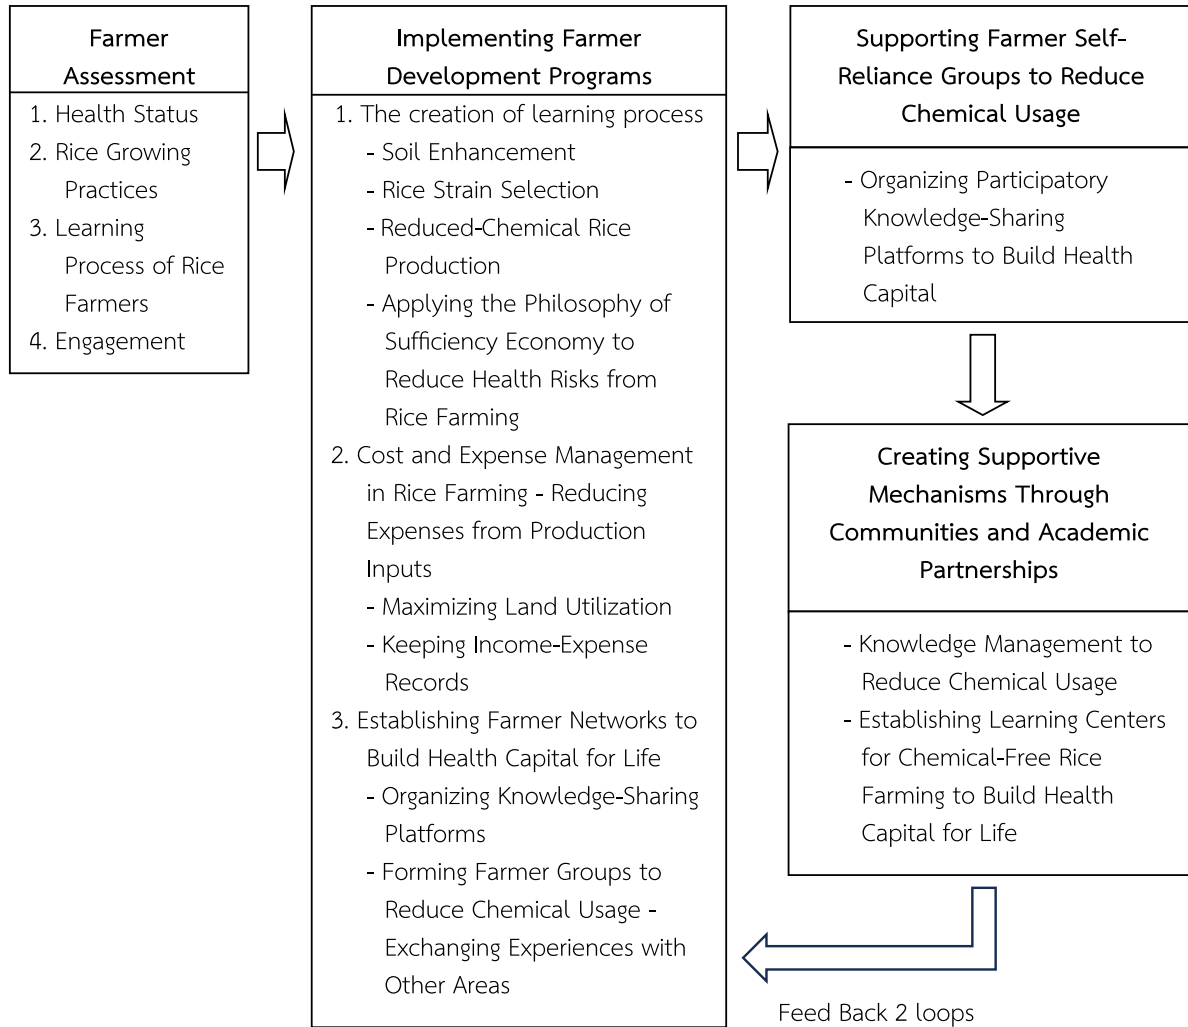 Farmer
Assessment
1. Health Status
2. Rice Growing
Practices
3. Learning
Process of Rice
Farmers
4. Engagement
Implementing Farmer
Development Programs
1. The creation of learning process
- Soil Enhancement
- Rice Strain Selection
- Reduced-Chemical Rice
Production
- Applying the Philosophy of
Sufficiency Economy to
Reduce Health Risks from
Rice Farming
2. Cost and Expense Management
in Rice Farming - Reducing
Expenses from Production
Inputs
- Maximizing Land Utilization
- Keeping Income-Expense
Records
3. Establishing Farmer Networks to
Build Health Capital for Life
- Organizing Knowledge-Sharing
Platforms
- Forming Farmer Groups to
Reduce Chemical Usage -
Exchanging Experiences with
Other Areas
Supporting Farmer Self-
Reliance Groups to Reduce
Chemical Usage
- Organizing Participatory
Knowledge-Sharing
Platforms to Build Health
Capital
Creating Supportive
Mechanisms Through
Communities and Academic
Partnerships
- Knowledge Management to
Reduce Chemical Usage
- Establishing Learning Centers
for Chemical-Free Rice
Farming to Build Health
Capital for Life
Feed Back 2 loops